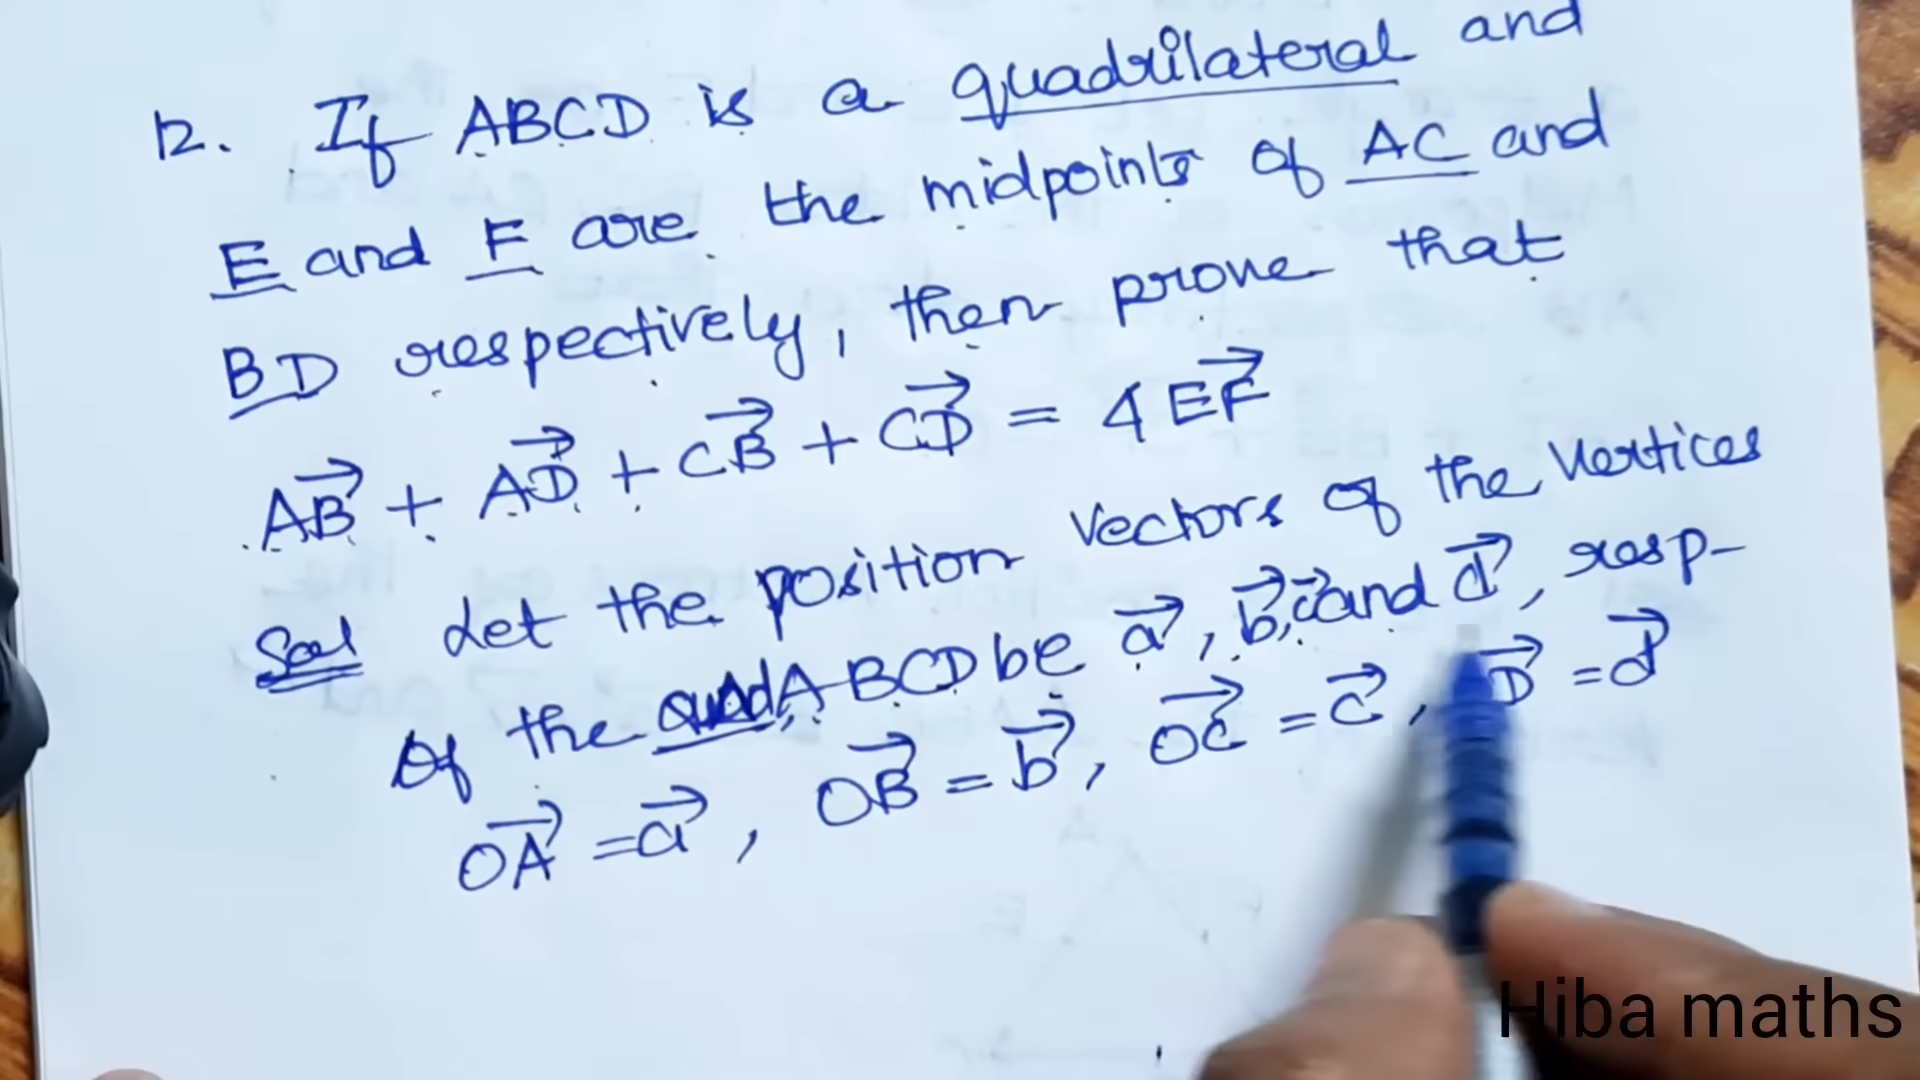 12. If ABCD is a quadrilateral and
E and F are the midpoints of AC and
BD respectively, then prove that
AB⃗ + AD⃗ + CB⃗ + CD⃗ = 4 EF⃗
Sol Let the position vectors of the vertices
of the quad ABCD be a⃗, b⃗, c⃗ and d⃗, resp-
OA⃗ = a⃗, OB⃗ = b⃗, OC⃗ = c⃗, D⃗ = d⃗
Hiba maths